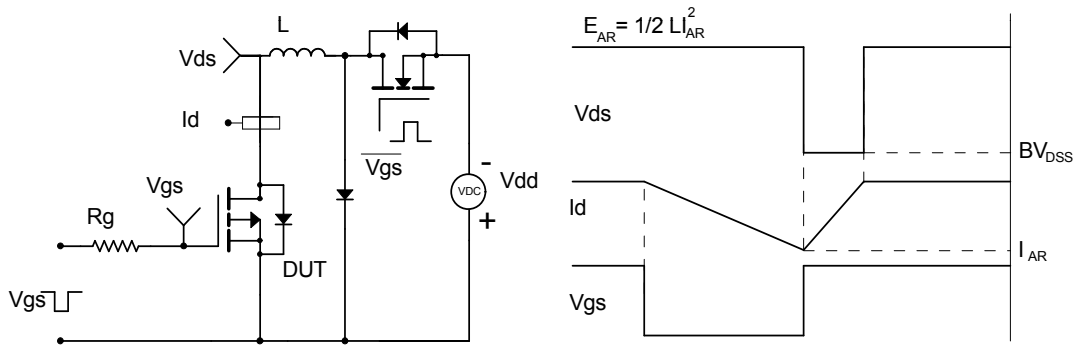 L
Vds
Id
Vgs
Rg
DUT
Vgs
Vgs
VDC
-
+
Vdd
E_AR = 1/2 LI_AR^2
Vds
BV_DSS
Id
I_AR
Vgs